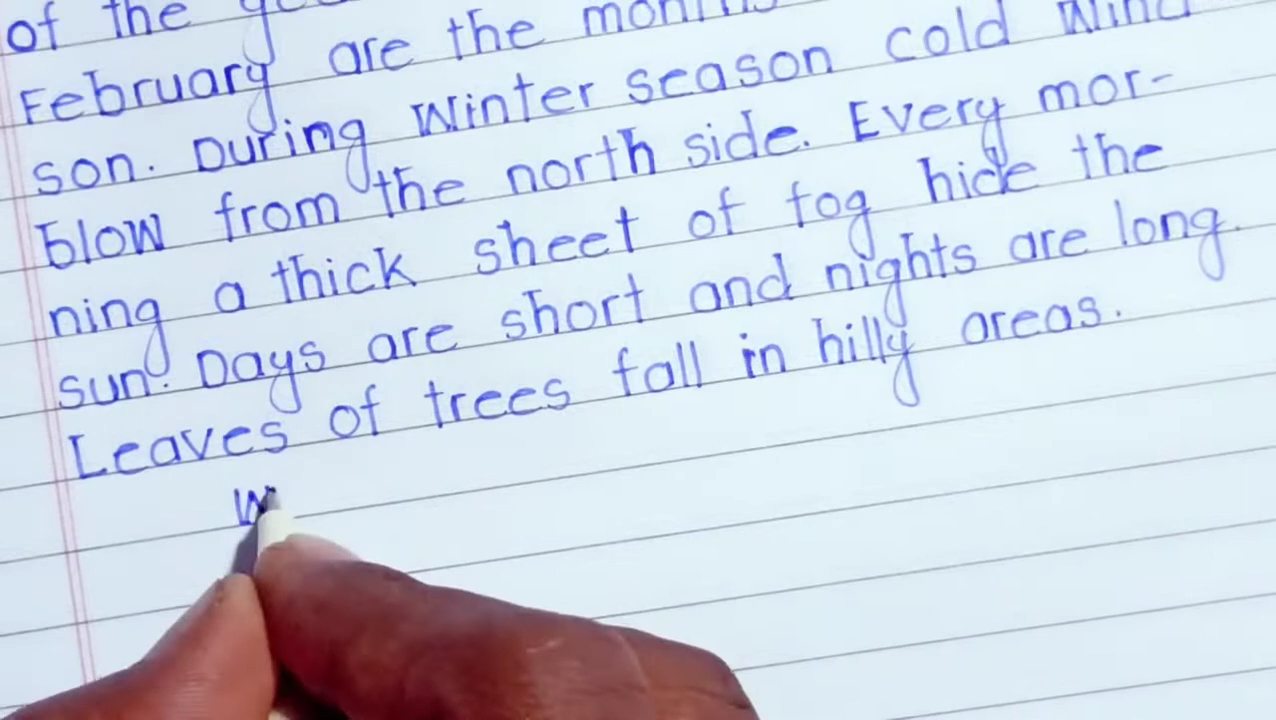 of the
February are the months
son. During winter season cold wind
blow from the north side. Every mor-
ning a thick sheet of fog hide the
sun. Days are short and nights are long.
Leaves of trees fall in hilly areas.
W